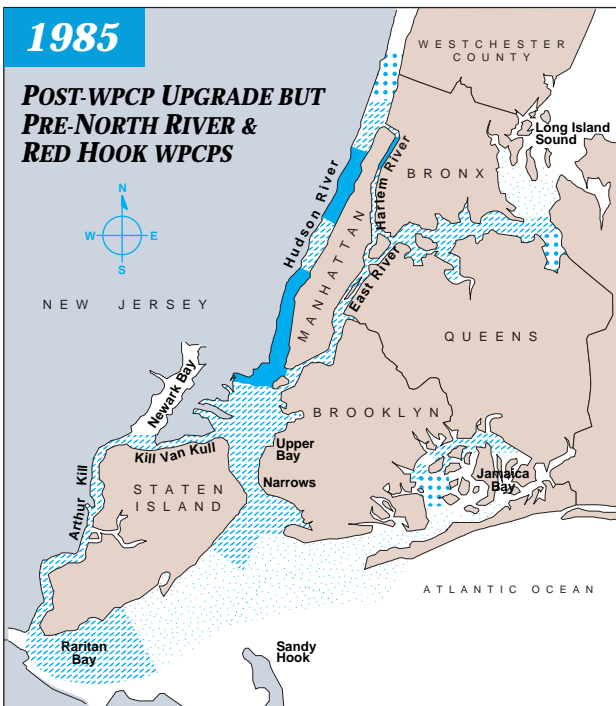 1985
POST-WPCP UPGRADE BUT
PRE-NORTH RIVER &
RED HOOK WPCPS
WESTCHESTER
COUNTY
Long Island
Sound
BRONX
Harlem River
Hudson River
MANHATTAN
East River
N
W
E
S
NEW JERSEY
QUEENS
Newark Bay
BROOKLYN
Kill Van Kull
Upper
Bay
Jamaica
Bay
Narrows
Arthur Kill
STATEN
ISLAND
ATLANTIC OCEAN
Raritan
Bay
Sandy
Hook